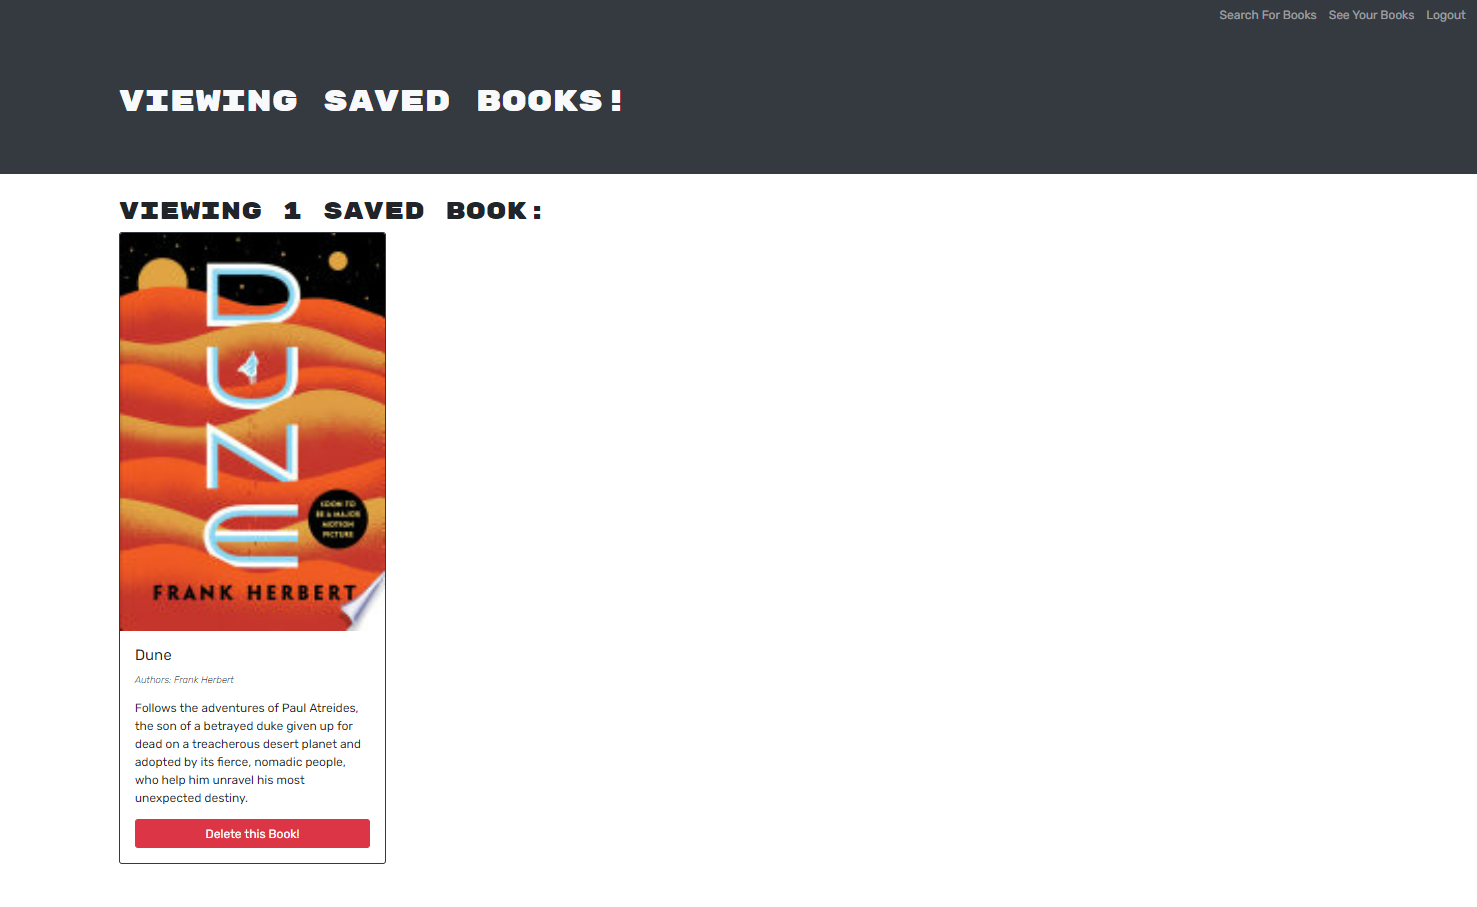 Search For Books See Your Books Logout
VIEWING SAVED BOOKS!
VIEWING 1 SAVED BOOK:
DUNE
SOON TO
BE A MAJOR
MOTION
PICTURE
FRANK HERBERT
Dune
Authors: Frank Herbert
Follows the adventures of Paul Atreides,
the son of a betrayed duke given up for
dead on a treacherous desert planet and
adopted by its fierce, nomadic people,
who help him unravel his most
unexpected destiny.
Delete this Book!